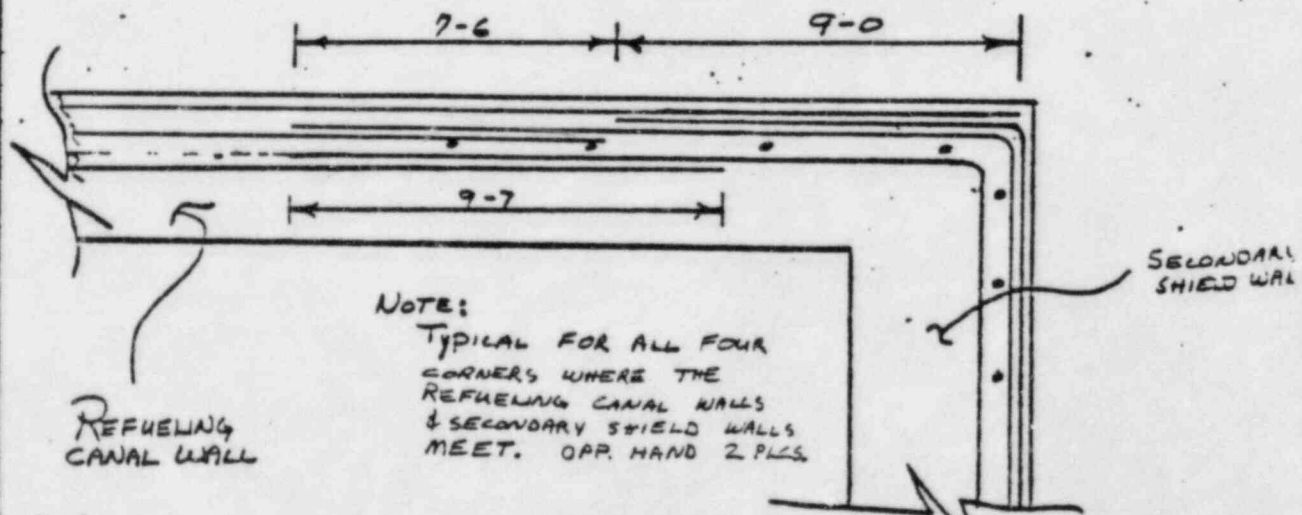 7-6
9-0
9-7
NOTE:
TYPICAL FOR ALL FOUR
CORNERS WHERE THE
REFUELING CANAL WALLS
& SECONDARY SHIELD WALLS
MEET. OPP. HAND 2 PLCS.
REFUELING
CANAL WALL
SECONDARY
SHIELD WAL